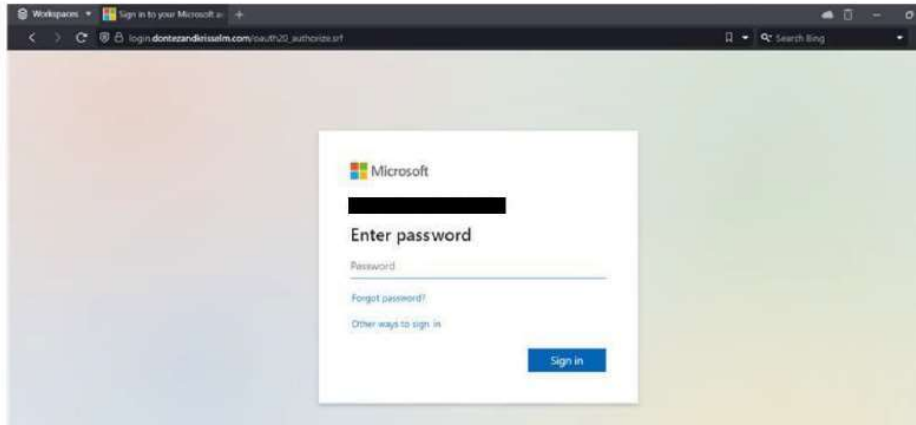 Workspaces
Sign in to your Microsoft ac
login.dontezandkrisselm.com/oauth20_authorize.srf
Search Bing
Microsoft
Enter password
Password
Forgot password?
Other ways to sign in
Sign in